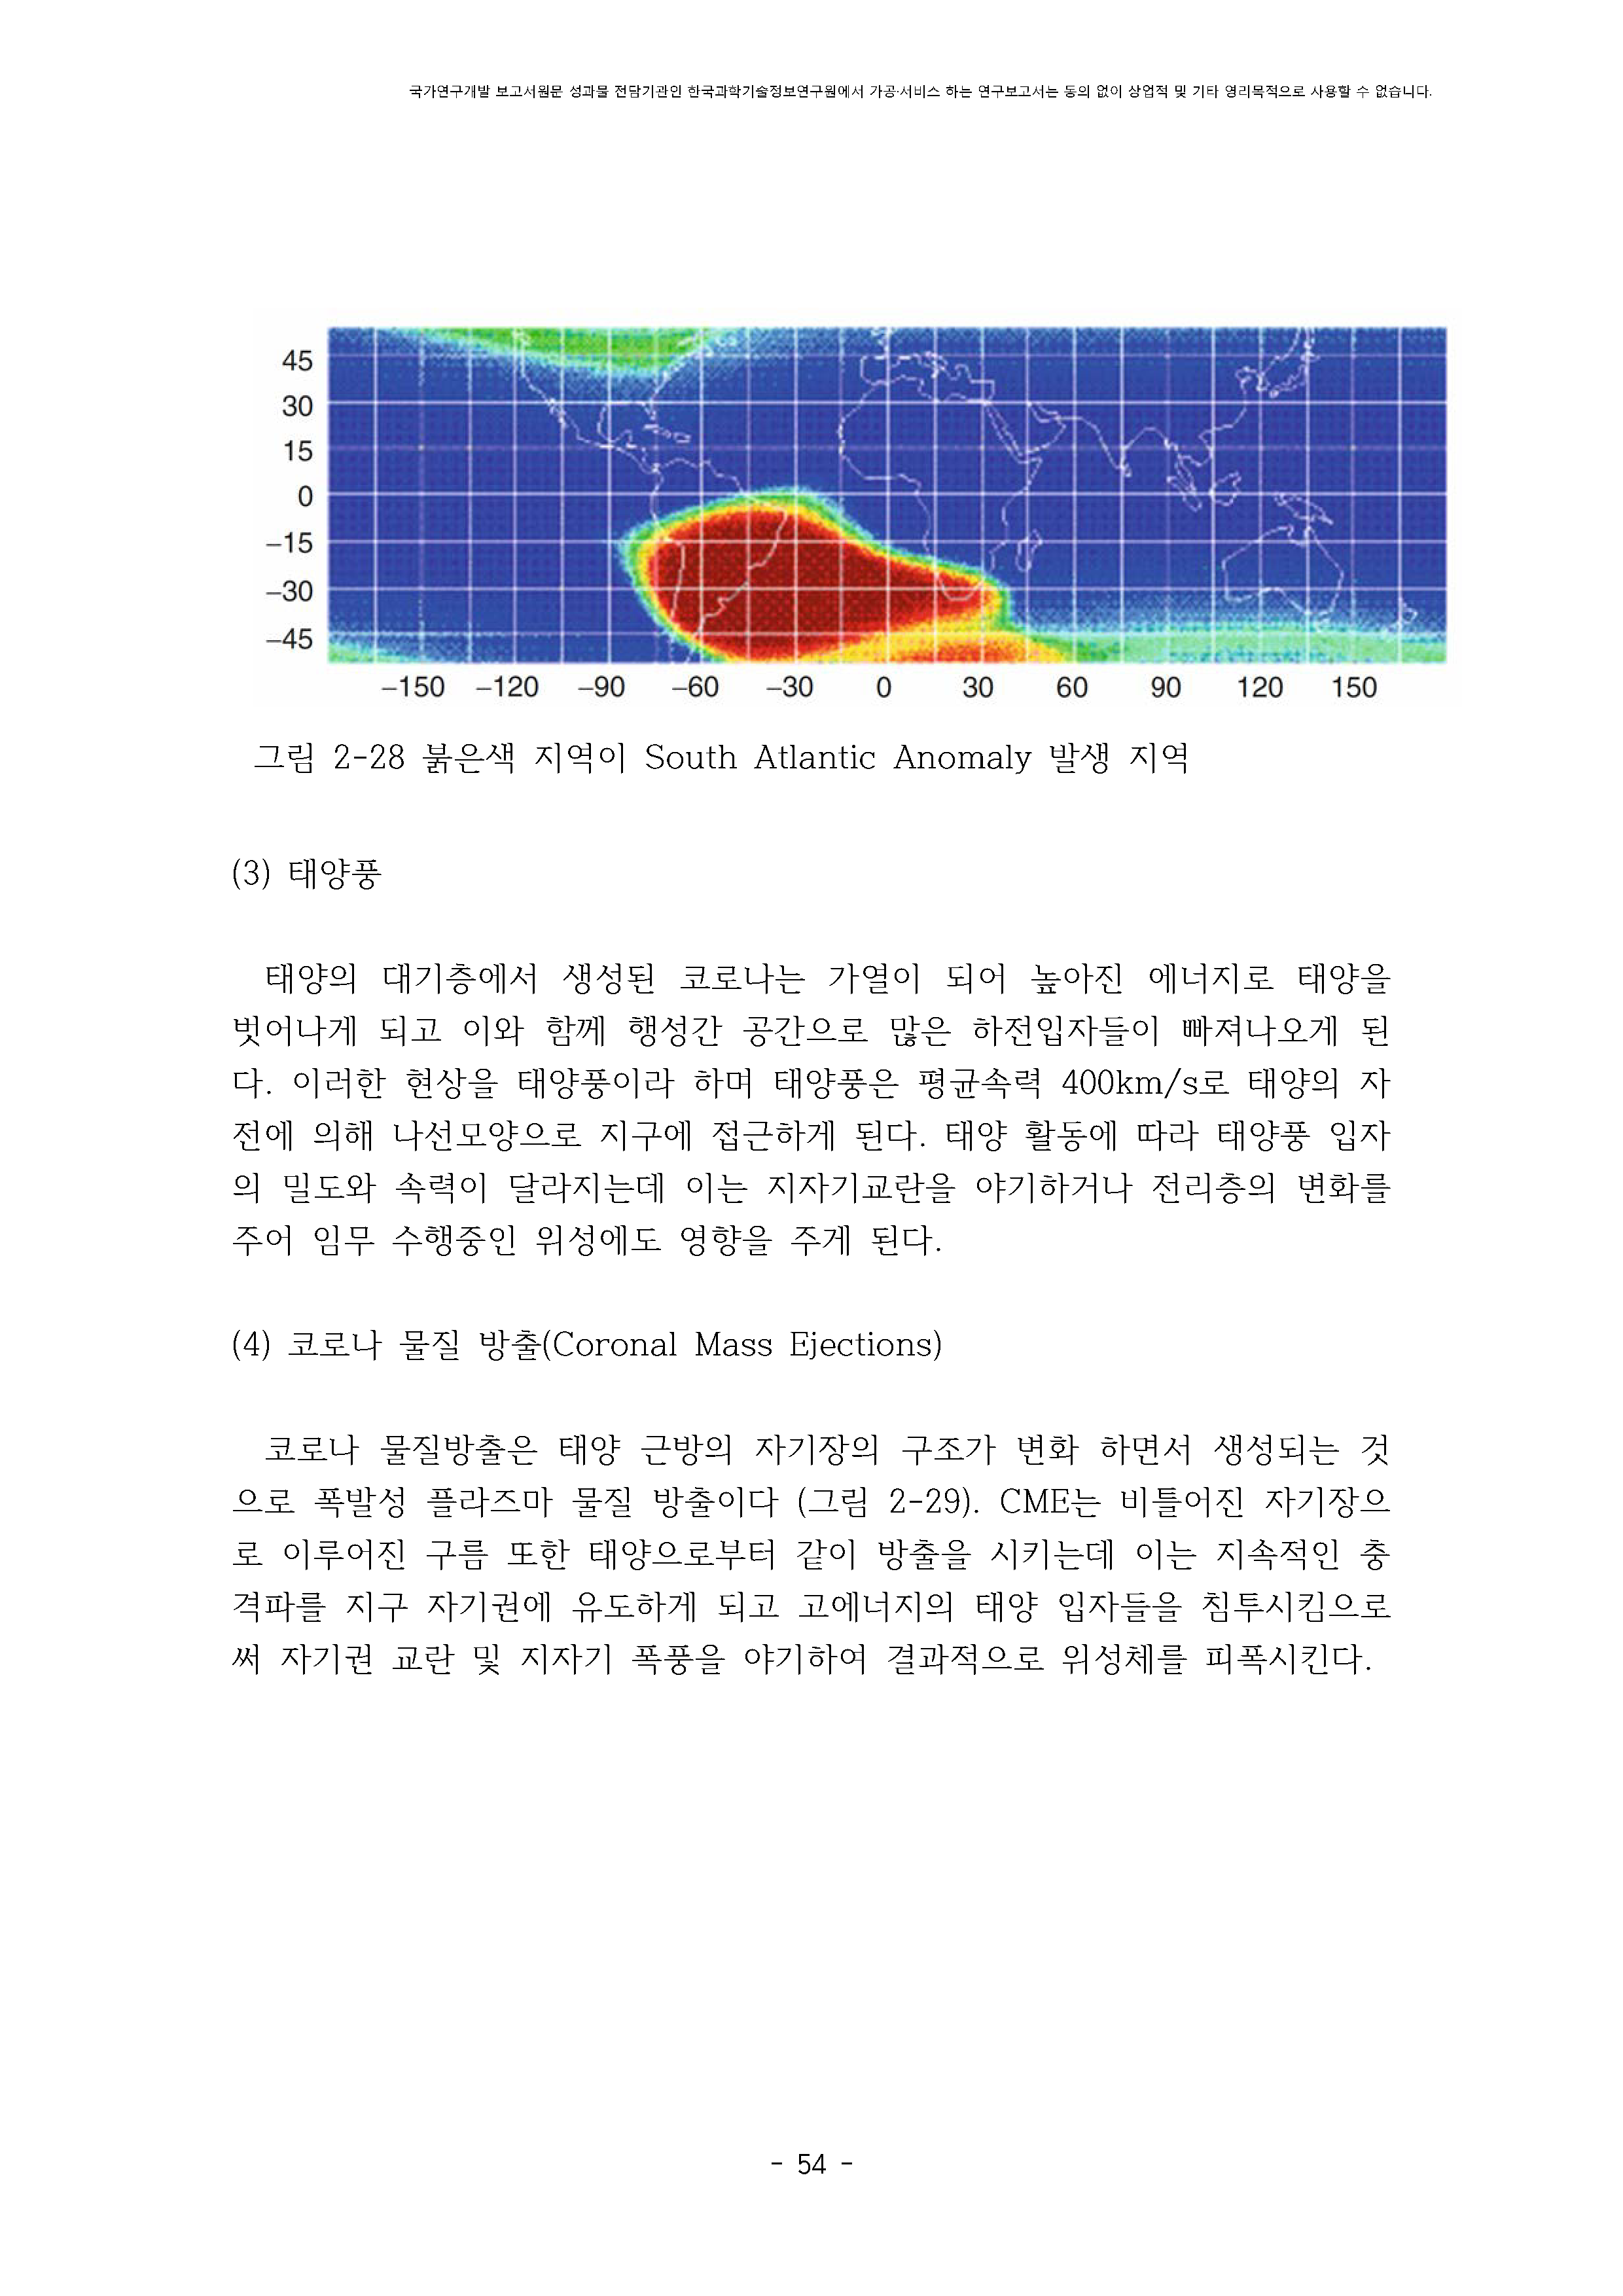 국가연구개발 보고서원문 성과물 전담기관인 한국과학기술정보연구원에서 가공·서비스 하는 연구보고서는 동의 없이 상업적 및 기타 영리목적으로 사용할 수 없습니다.
45
30
15
0
−15
−30
−45
−150 −120 −90 −60 −30 0 30 60 90 120 150
그림 2-28 붉은색 지역이 South Atlantic Anomaly 발생 지역
(3) 태양풍
태양의 대기층에서 생성된 코로나는 가열이 되어 높아진 에너지로 태양을
벗어나게 되고 이와 함께 행성간 공간으로 많은 하전입자들이 빠져나오게 된
다. 이러한 현상을 태양풍이라 하며 태양풍은 평균속력 400km/s로 태양의 자
전에 의해 나선모양으로 지구에 접근하게 된다. 태양 활동에 따라 태양풍 입자
의 밀도와 속력이 달라지는데 이는 지자기교란을 야기하거나 전리층의 변화를
주어 임무 수행중인 위성에도 영향을 주게 된다.
(4) 코로나 물질 방출(Coronal Mass Ejections)
코로나 물질방출은 태양 근방의 자기장의 구조가 변화 하면서 생성되는 것
으로 폭발성 플라즈마 물질 방출이다 (그림 2-29). CME는 비틀어진 자기장으
로 이루어진 구름 또한 태양으로부터 같이 방출을 시키는데 이는 지속적인 충
격파를 지구 자기권에 유도하게 되고 고에너지의 태양 입자들을 침투시킴으로
써 자기권 교란 및 지자기 폭풍을 야기하여 결과적으로 위성체를 피폭시킨다.
- 54 -